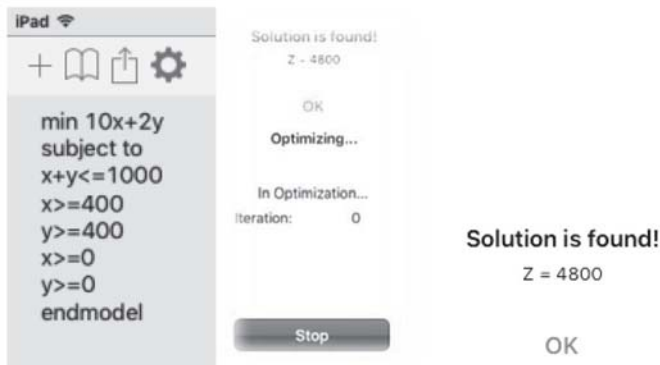 iPad
min 10x+2y
subject to
x+y<=1000
x>=400
y>=400
x>=0
y>=0
endmodel
Solution is found!
Z = 4800
OK
Optimizing...
In Optimization...
Iteration: 0
Stop
Solution is found!
Z = 4800
OK